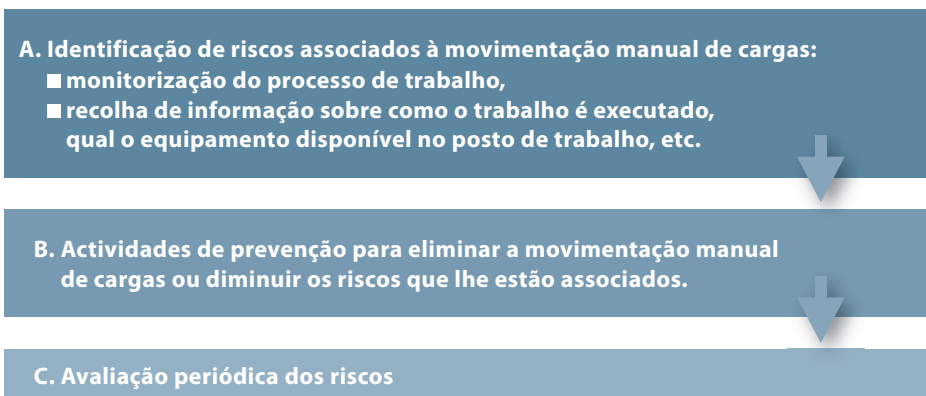 A. Identificação de riscos associados à movimentação manual de cargas:
■ monitorização do processo de trabalho,
■ recolha de informação sobre como o trabalho é executado,
qual o equipamento disponível no posto de trabalho, etc.
B. Actividades de prevenção para eliminar a movimentação manual
de cargas ou diminuir os riscos que lhe estão associados.
C. Avaliação periódica dos riscos